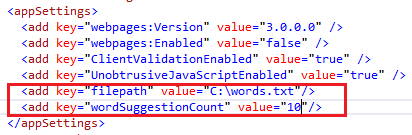 <appSettings>
<add key="webpages:Version" value="3.0.0.0" />
<add key="webpages:Enabled" value="false" />
<add key="ClientValidationEnabled" value="true" />
<add key="UnobtrusiveJavaScriptEnabled" value="true" />
<add key="filepath" value="C:\words.txt"/>
<add key="wordSuggestionCount" value="10"/>
</appSettings>